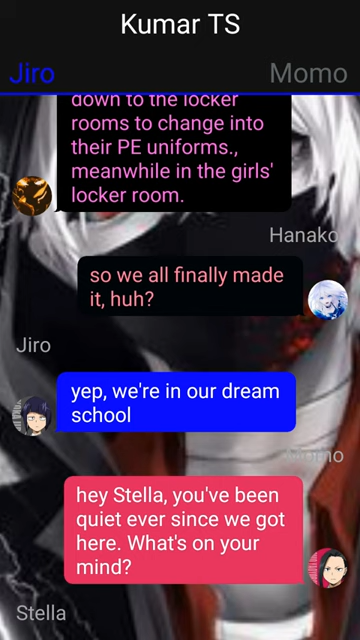 Kumar TS
Jiro
Momo
down to the locker
rooms to change into
their PE uniforms.,
meanwhile in the girls'
locker room.
Hanako
so we all finally made
it, huh?
Jiro
yep, we're in our dream
school
Momo
hey Stella, you've been
quiet ever since we got
here. What's on your
mind?
Stella